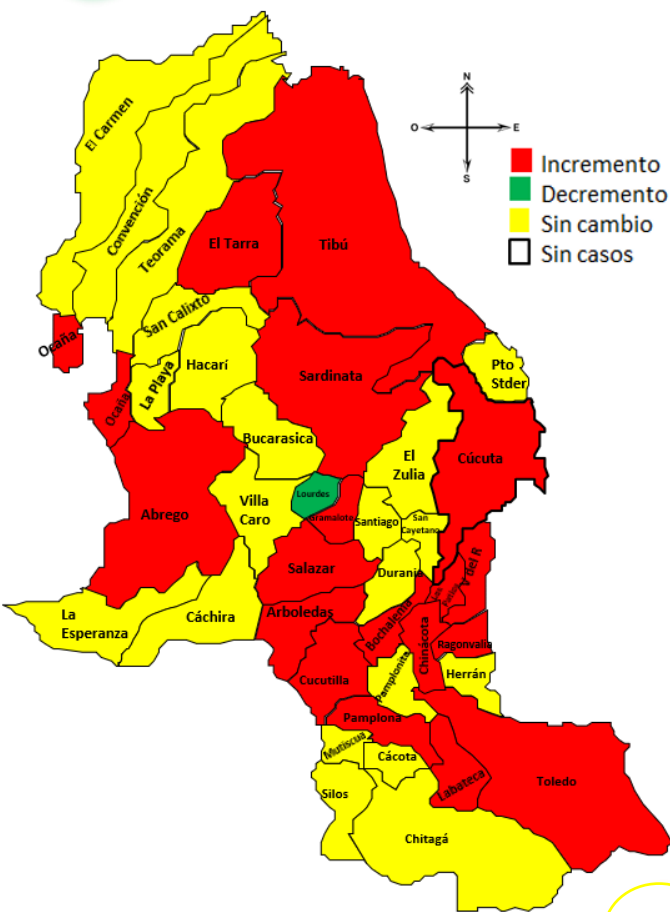 N
O
E
S
Incremento
Decremento
Sin cambio
Sin casos
El Carmen
Convención
Teorama
El Tarra
Tibú
San Calixto
Ocaña
Hacarí
La Playa
Ocaña
Sardinata
Pto
Stder
Bucarasica
El
Zulia
Cúcuta
Villa
Caro
Lourdes
Gramalote
Abrego
Santiago
San
Cayetano
Salazar
Durania
V del R
Los
Patios
La
Esperanza
Cáchira
Arboledas
Bochalema
Chinácota
Ragonvalia
Cucutilla
Pamplonita
Herrán
Pamplona
Mutiscua
Cácota
Labateca
Toledo
Silos
Chitagá